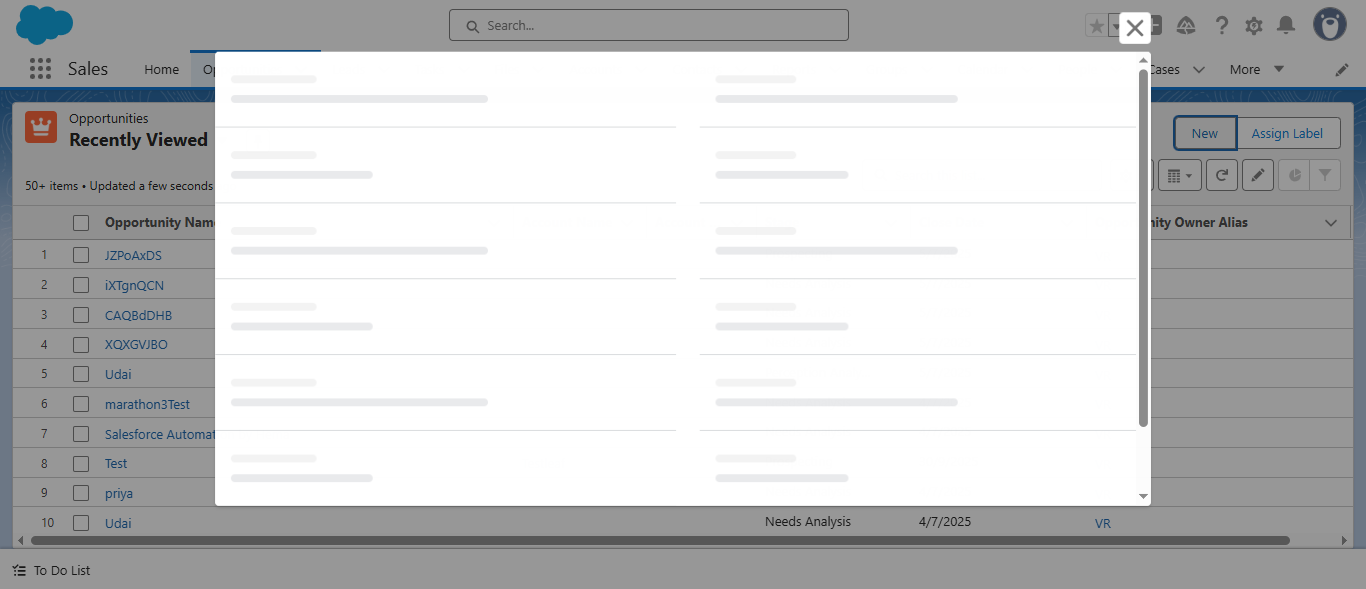 Search...
Sales
Home
Op
Cases
More
Opportunities
Recently Viewed
New
Assign Label
50+ items • Updated a few seconds
Opportunity Nam
ity Owner Alias
1 JZPoAxDS
2 iXTgnQCN
3 CAQBdDHB
4 XQXGVJBO
5 Udai
6 marathon3Test
7 Salesforce Automat
8 Test
9 priya
10 Udai Needs Analysis 4/7/2025 VR
To Do List